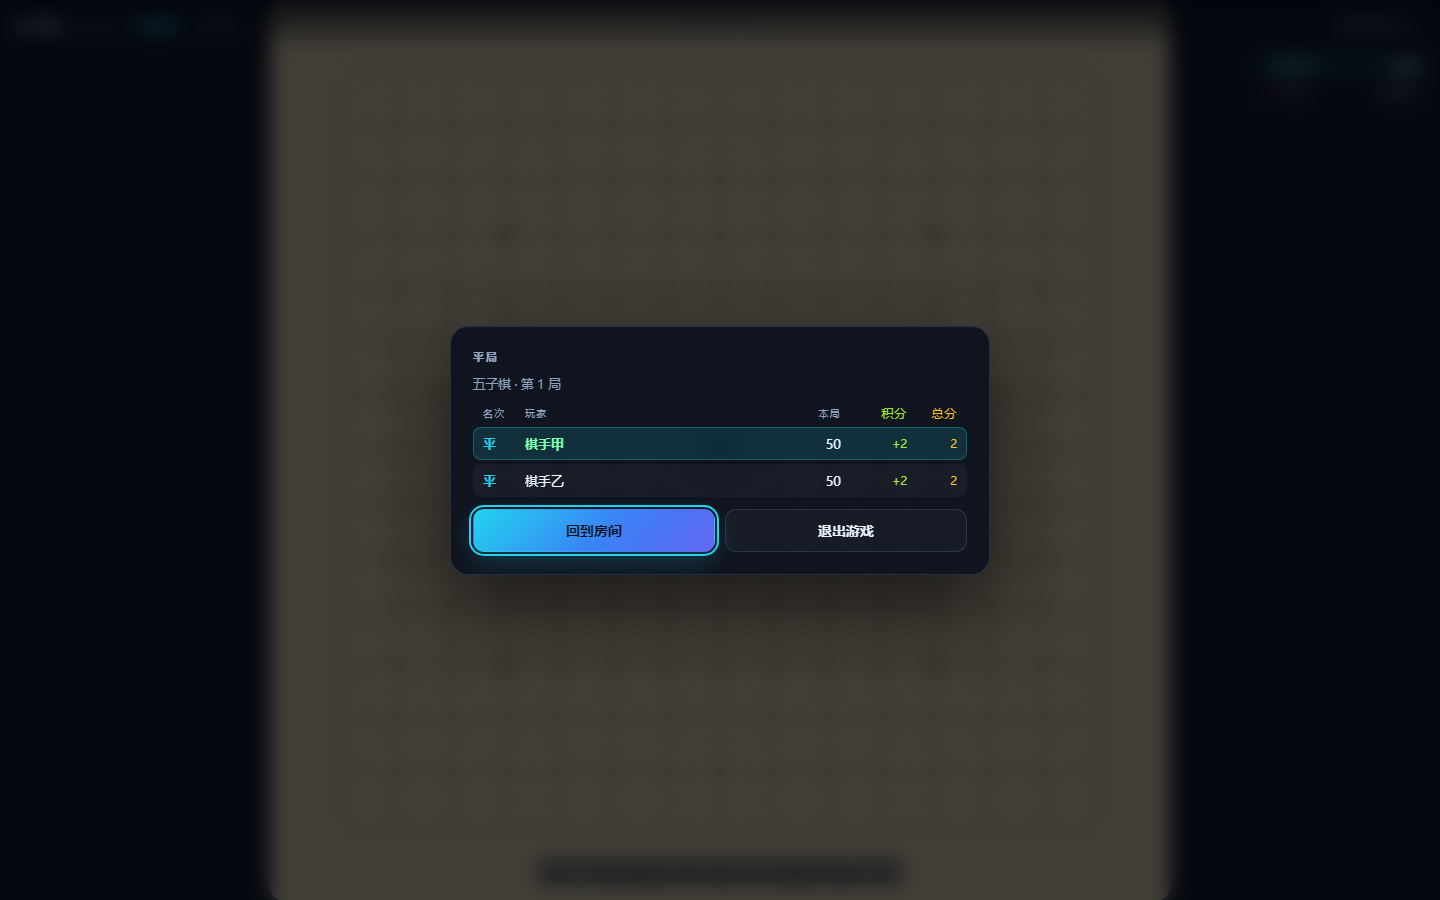 平局
五子棋 · 第 1 局
名次 玩家 本局 积分 总分
平 棋手甲 50 +2 2
平 棋手乙 50 +2 2
回到房间 退出游戏